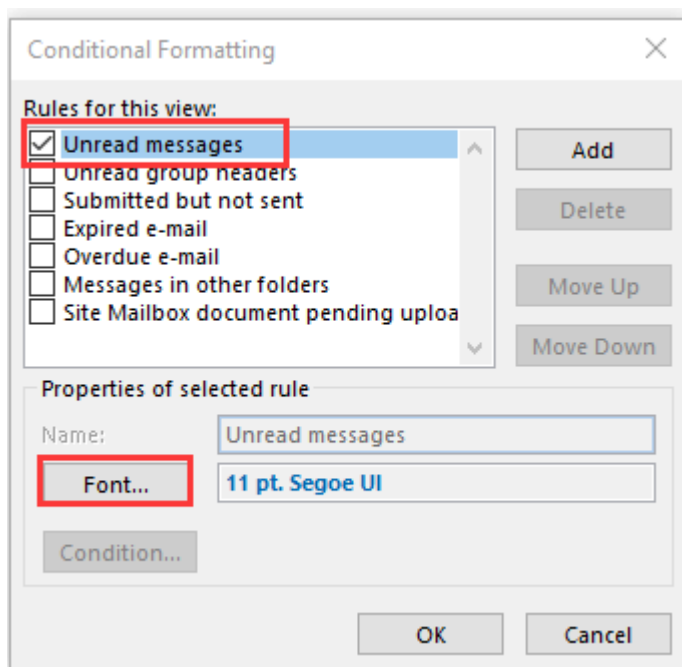 Conditional Formatting
Rules for this view:
Unread messages
Unread group headers
Submitted but not sent
Expired e-mail
Overdue e-mail
Messages in other folders
Site Mailbox document pending uploa
Add
Delete
Move Up
Move Down
Properties of selected rule
Name:
Unread messages
Font...
11 pt. Segoe UI
Condition...
OK
Cancel